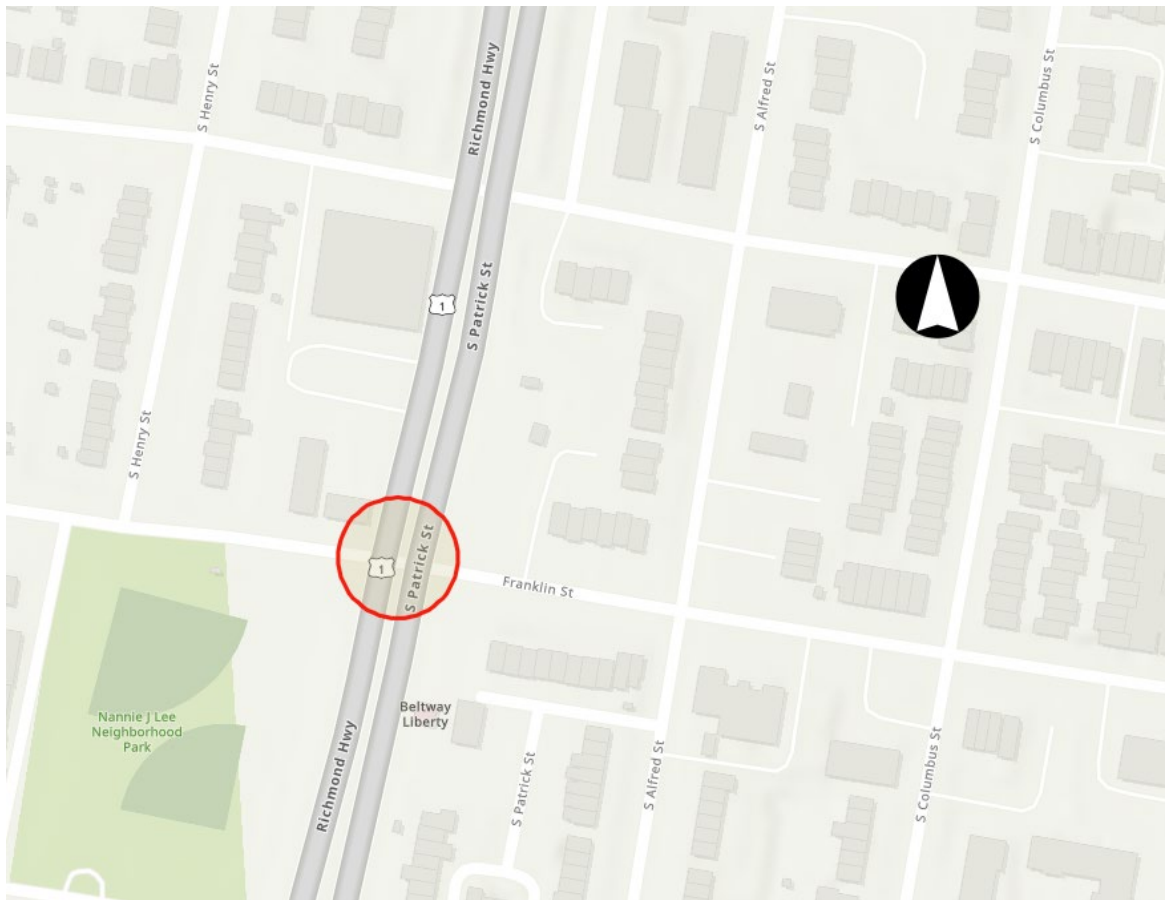 S Henry St
Richmond Hwy
S Alfred St
S Columbus St
1
S Patrick St
S Henry St
1
S Patrick St
Franklin St
Nannie J Lee
Neighborhood
Park
Beltway
Liberty
Richmond Hwy
S Patrick St
S Alfred St
S Columbus St